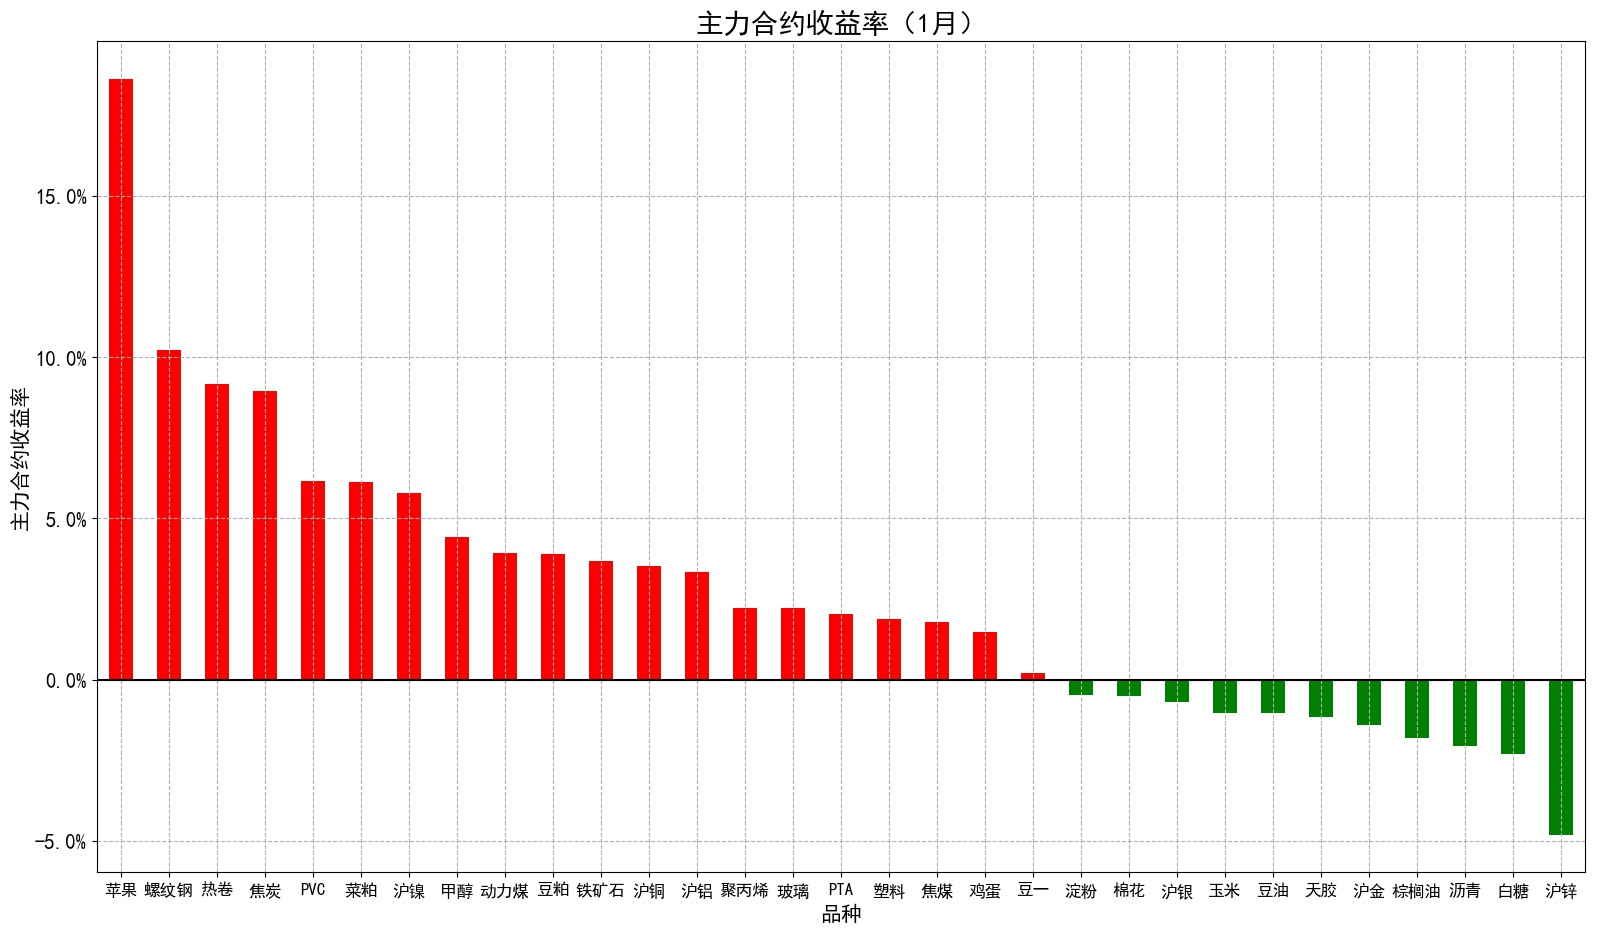 主力合约收益率（1月）
主力合约收益率
15.0%
10.0%
5.0%
0.0%
-5.0%
苹果 螺纹钢 热卷 焦炭 PVC 菜粕 沪镍 甲醇 动力煤 豆粕 铁矿石 沪铜 沪铝 聚丙烯 玻璃 PTA 塑料 焦煤 鸡蛋 豆一 淀粉 棉花 沪银 玉米 豆油 天胶 沪金 棕榈油 沥青 白糖 沪锌
品种